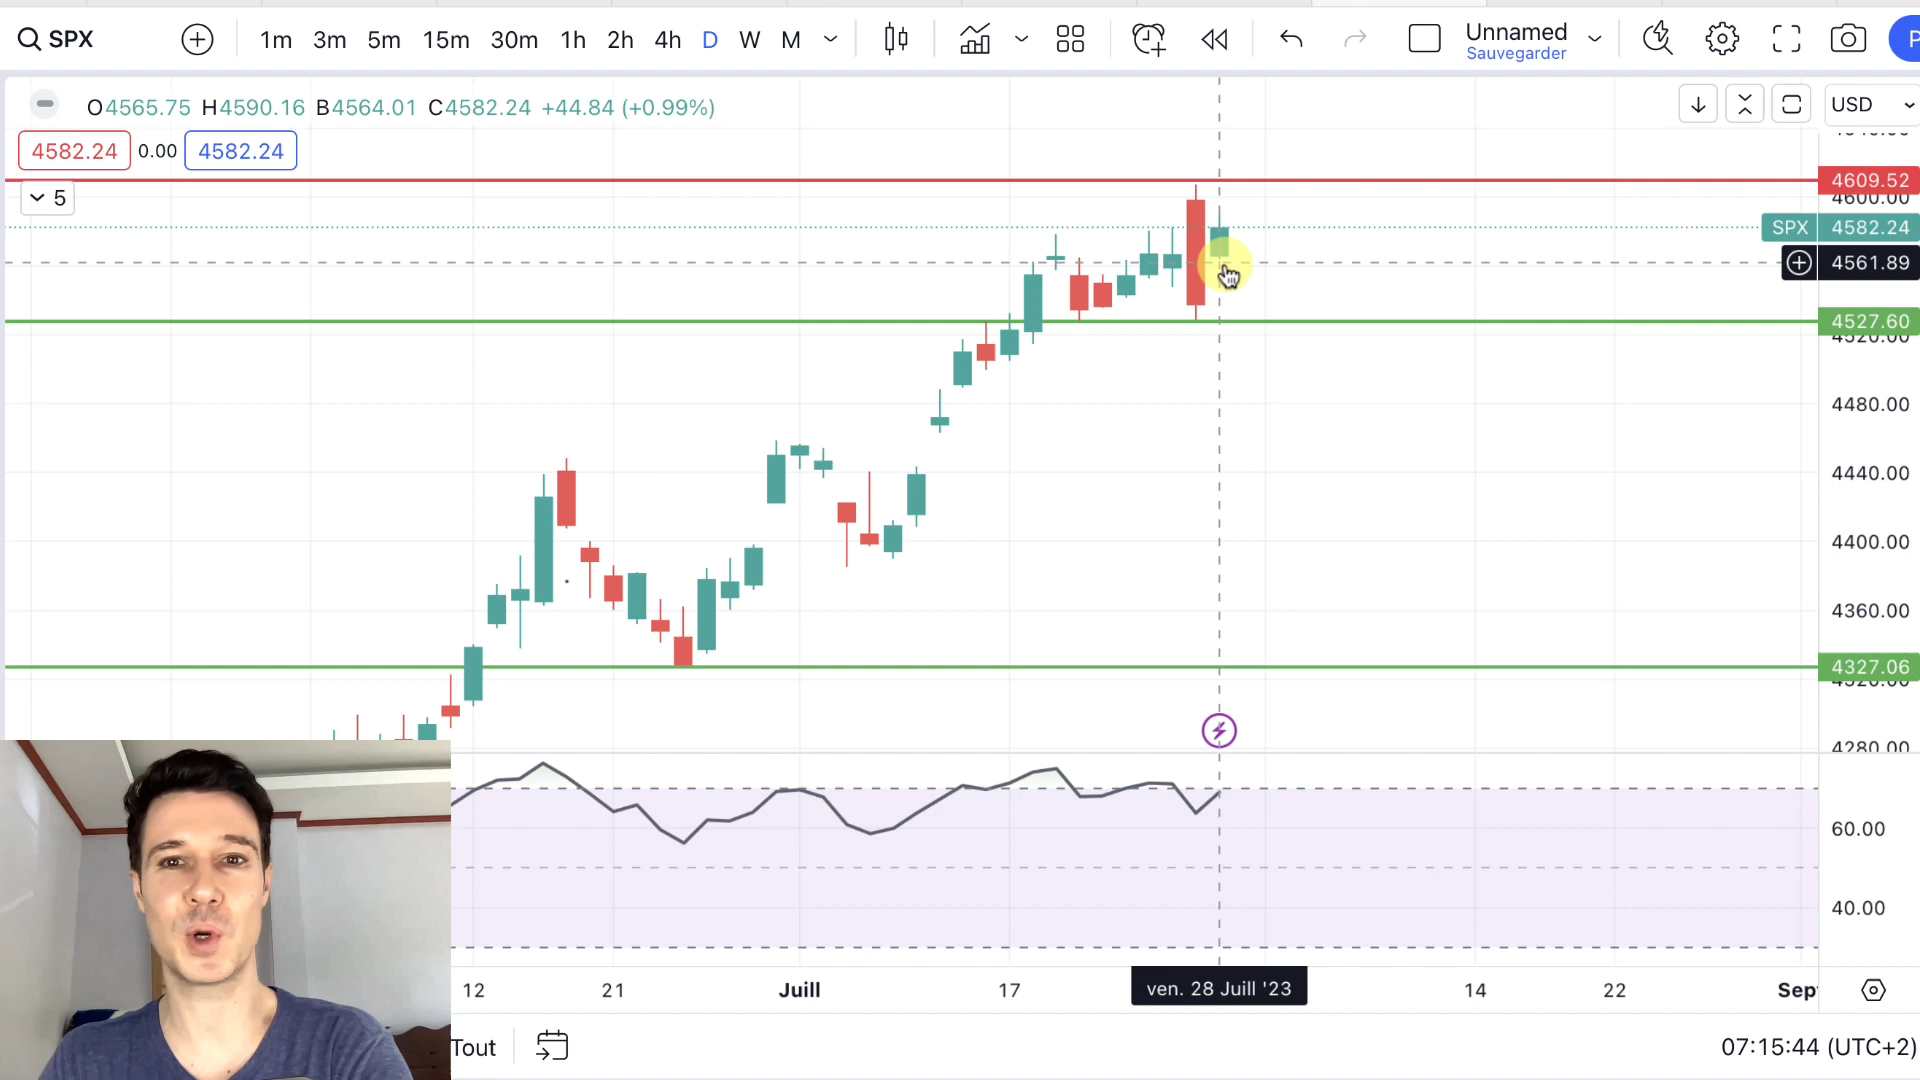 SPX 1m 3m 5m 15m 30m 1h 2h 4h D W M Unnamed
Sauvegarder
O4565.75 H4590.16 B4564.01 C4582.24 +44.84 (+0.99%) USD
4582.24 0.00 4582.24
4609.52
5
4600.00
SPX 4582.24
4561.89
4527.60
4520.00
4480.00
4440.00
4400.00
4360.00
4327.06
4320.00
4280.00
60.00
40.00
12 21 Juill 17 ven. 28 Juill '23 14 22 Sep
Tout 07:15:44 (UTC+2)